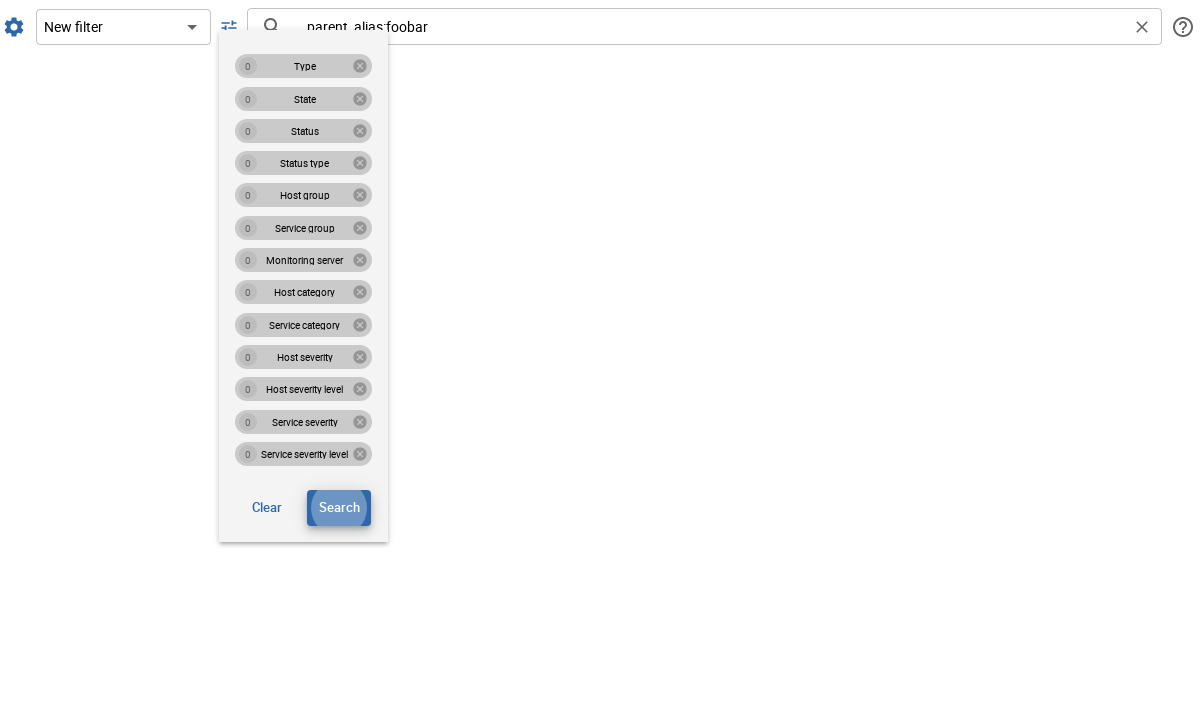 New filter
parent_alias:foobar
0 Type
0 State
0 Status
0 Status type
0 Host group
0 Service group
0 Monitoring server
0 Host category
0 Service category
0 Host severity
0 Host severity level
0 Service severity
0 Service severity level
Clear Search